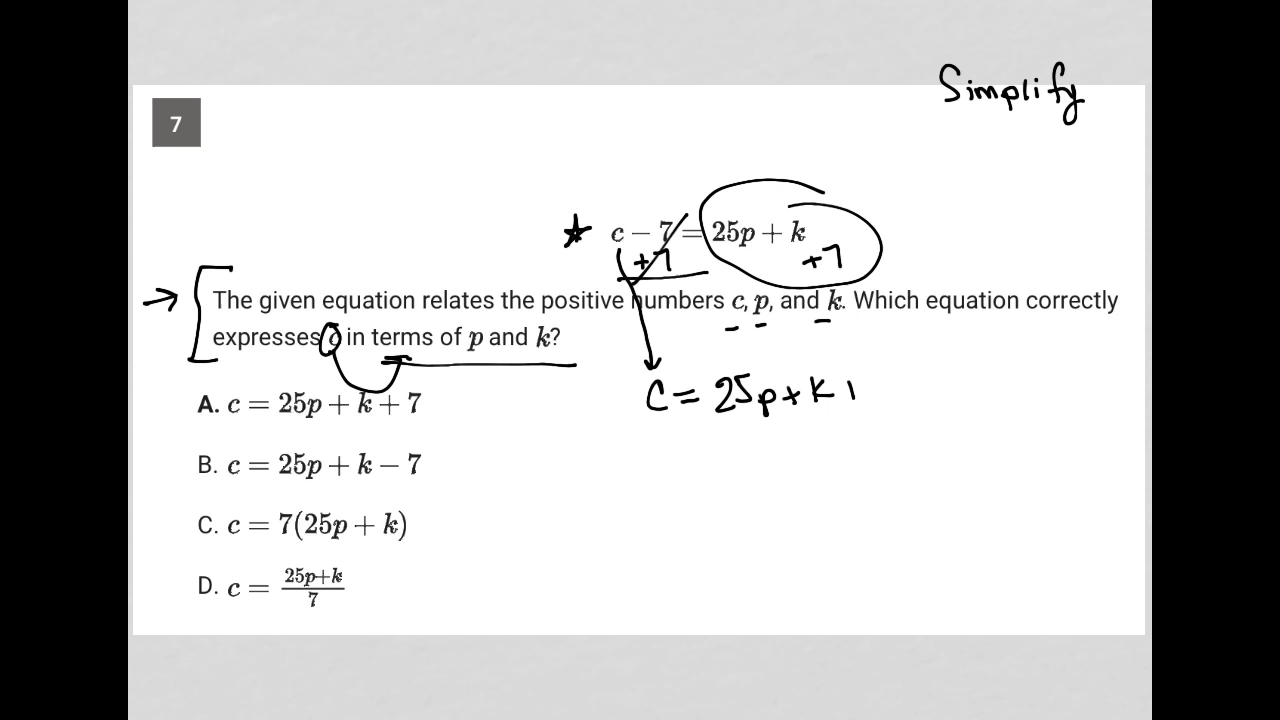 Simplify
7
c − 7 = 25p + k
+7 +7
The given equation relates the positive numbers c, p, and k. Which equation correctly
expresses c in terms of p and k?
C = 25p + k
A. c = 25p + k + 7
B. c = 25p + k − 7
C. c = 7(25p + k)
D. c = \frac{25p+k}{7}